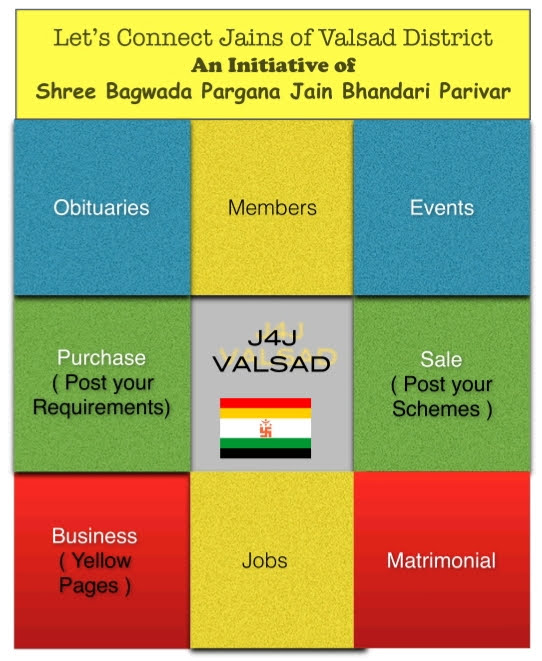 Let's Connect Jains of Valsad District
An Initiative of
Shree Bagwada Pargana Jain Bhandari Parivar
Obituaries
Members
Events
Purchase
( Post your
Requirements)
J4J
VALSAD
Sale
( Post your
Schemes )
Business
( Yellow
Pages )
Jobs
Matrimonial